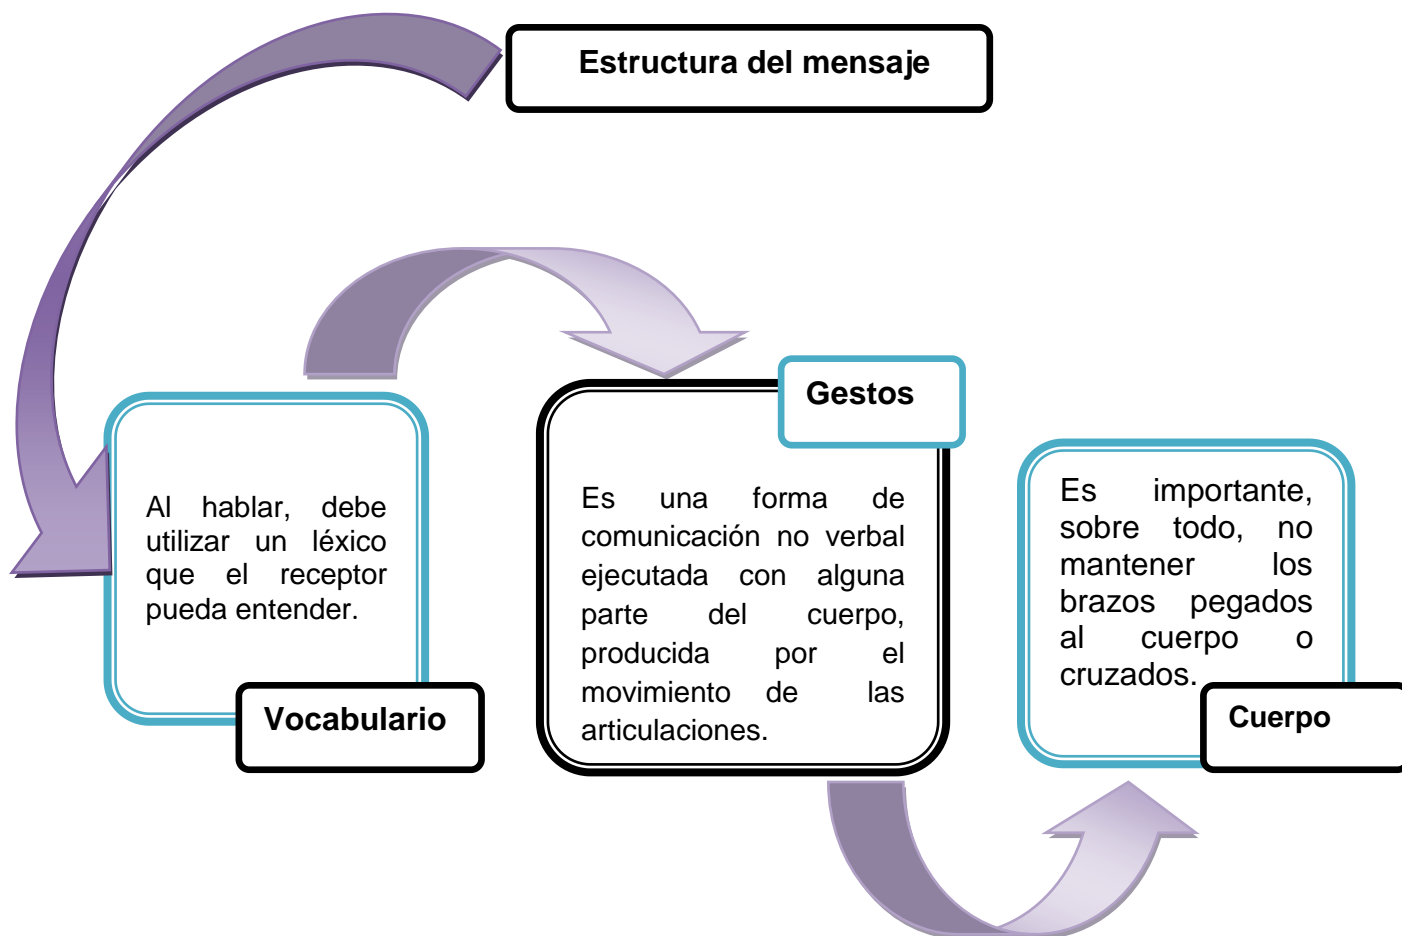 Estructura del mensaje
Al hablar, debe
utilizar un léxico
que el receptor
pueda entender.
Vocabulario
Gestos
Es una forma de
comunicación no verbal
ejecutada con alguna
parte del cuerpo,
producida por el
movimiento de las
articulaciones.
Es importante,
sobre todo, no
mantener los
brazos pegados
al cuerpo o
cruzados.
Cuerpo